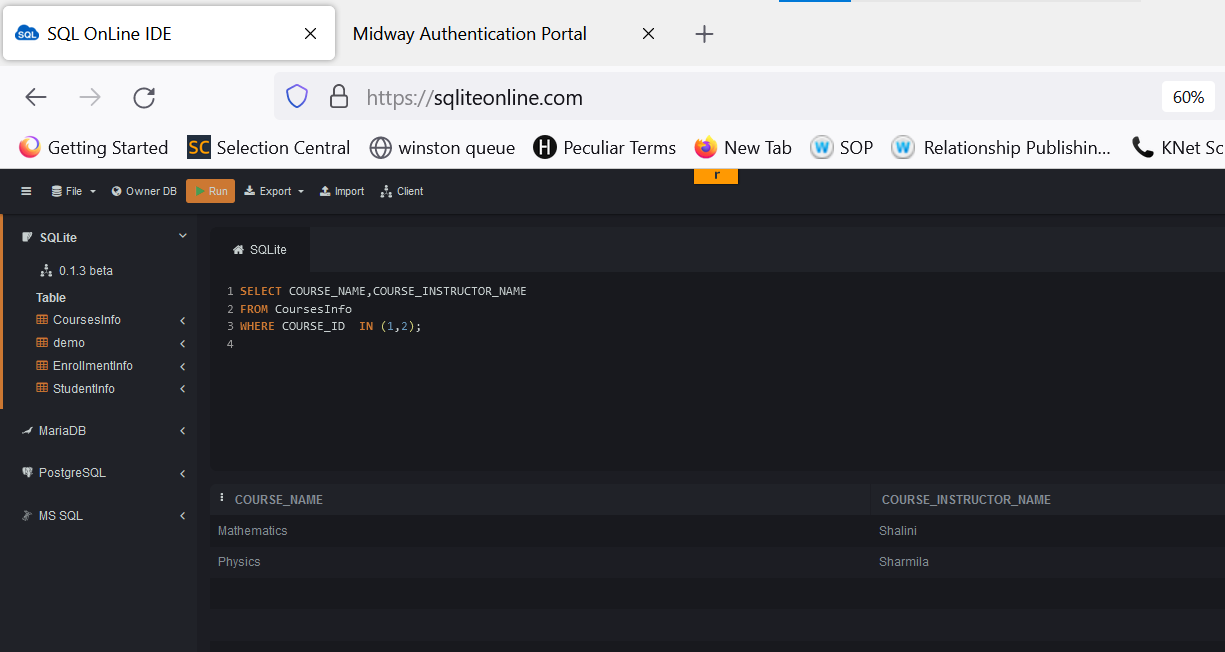 SQL SQL OnLine IDE Midway Authentication Portal
https://sqliteonline.com 60%
Getting Started SC Selection Central winston queue H Peculiar Terms New Tab W SOP W Relationship Publishin... KNet Sc
r
File Owner DB Run Export Import Client
SQLite
0.1.3 beta
Table
CoursesInfo
demo
EnrollmentInfo
StudentInfo
MariaDB
PostgreSQL
MS SQL
SQLite
1 SELECT COURSE_NAME,COURSE_INSTRUCTOR_NAME
2 FROM CoursesInfo
3 WHERE COURSE_ID  IN (1,2);
4
COURSE_NAME COURSE_INSTRUCTOR_NAME
Mathematics Shalini
Physics Sharmila